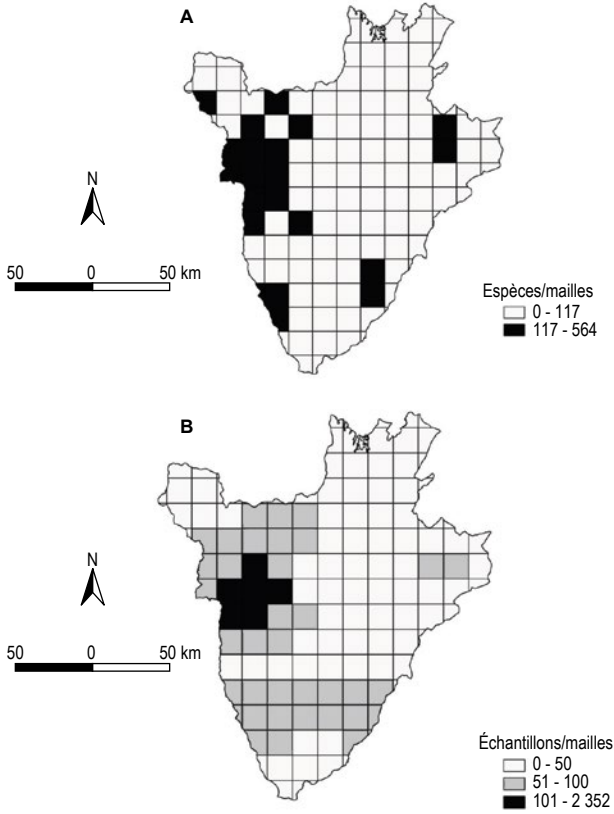 A
N
50 0 50 km
Espèces/mailles
0 - 117
117 - 564
B
N
50 0 50 km
Échantillons/mailles
0 - 50
51 - 100
101 - 2 352